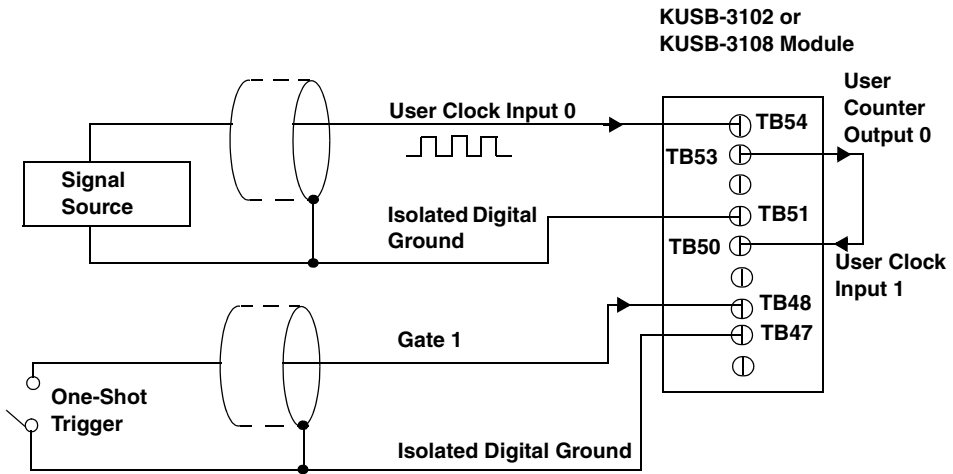 KUSB-3102 or
KUSB-3108 Module
User
Counter
Output 0
User Clock Input 0
TB54
TB53
Signal
Source
Isolated Digital
Ground
TB51
TB50
User Clock
Input 1
TB48
Gate 1
TB47
One-Shot
Trigger
Isolated Digital Ground